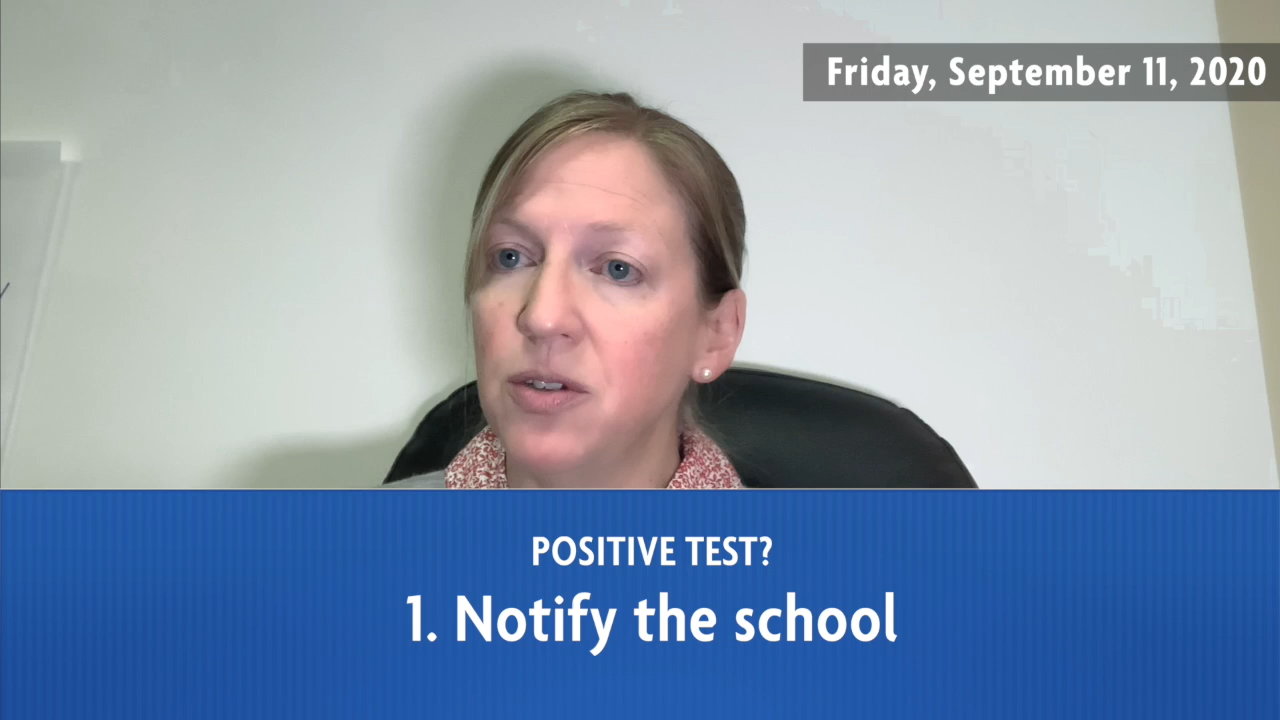 Friday, September 11, 2020
POSITIVE TEST?
1. Notify the school